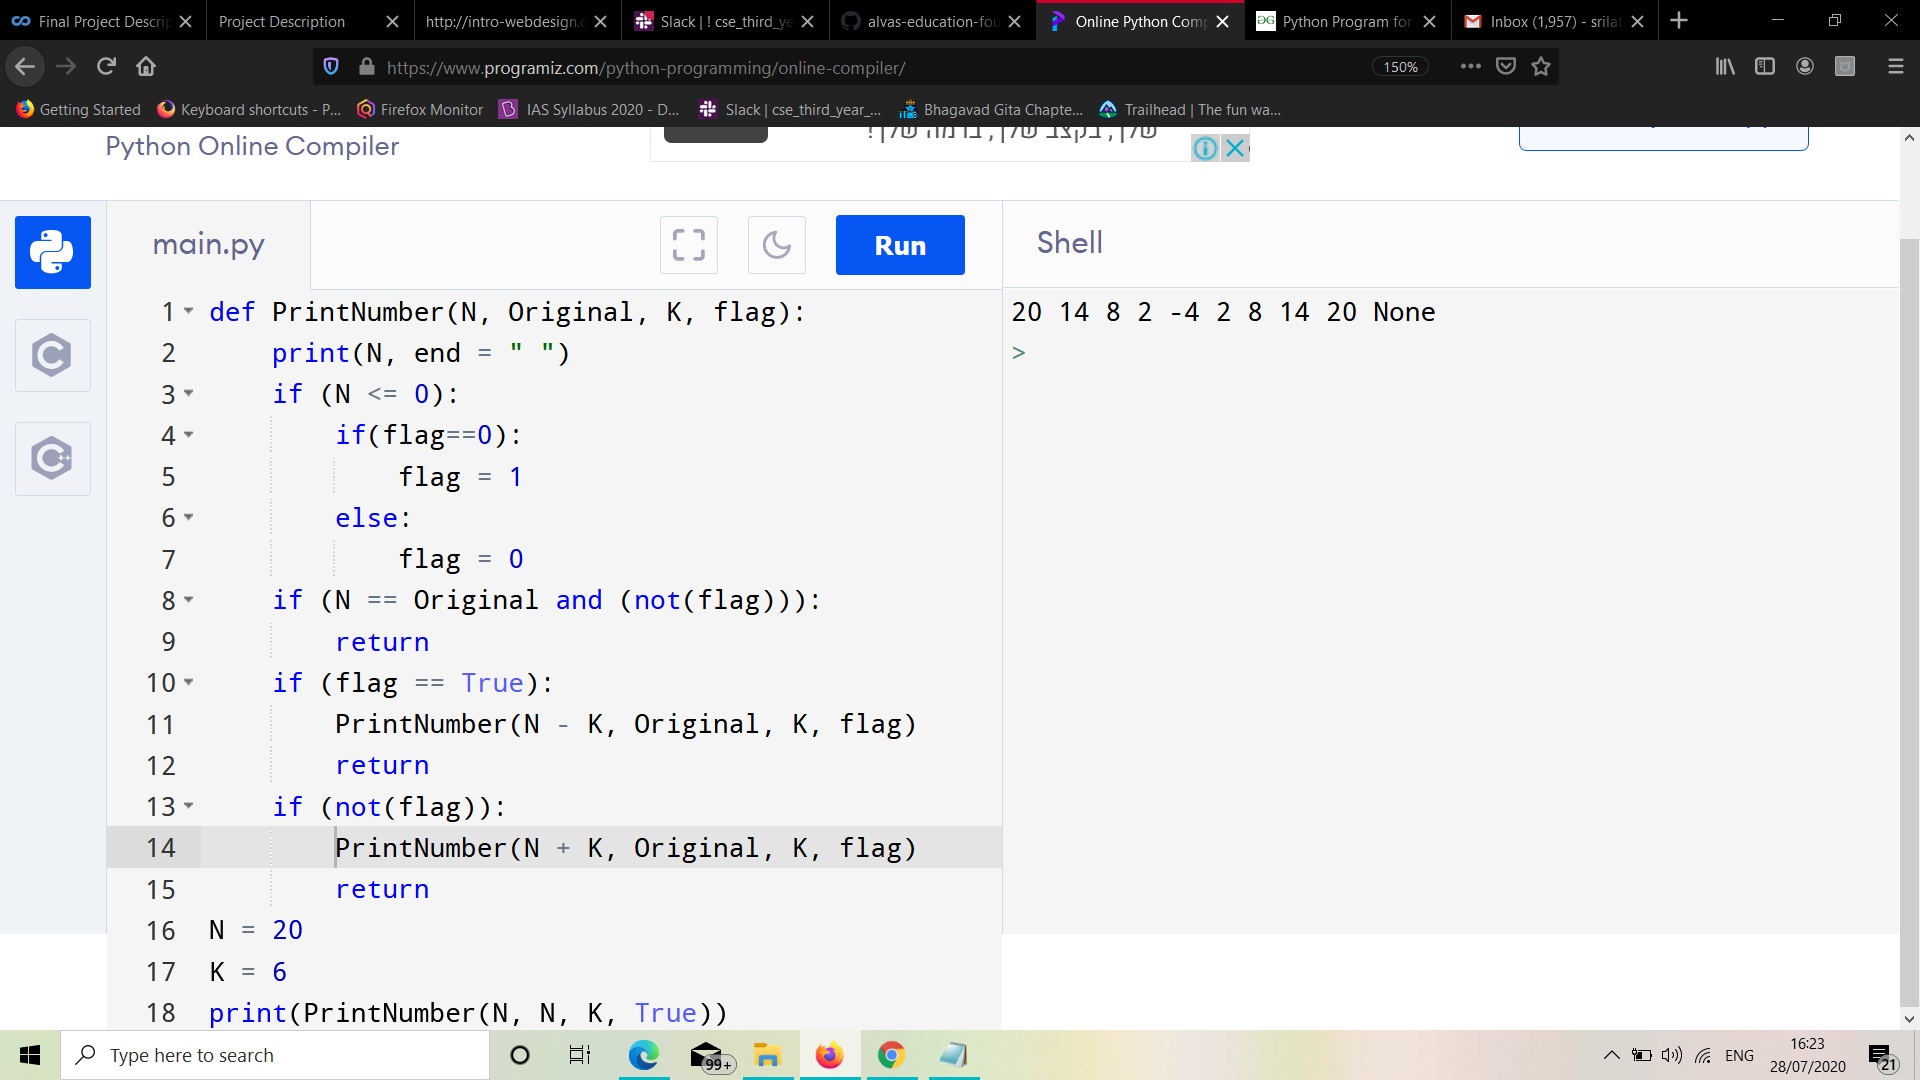 Final Project Descrip
Project Description
http://intro-webdesign.c
Slack | ! cse_third_ye
alvas-education-fou
Online Python Comp
Python Program for
Inbox (1,957) - srilat
https://www.programiz.com/python-programming/online-compiler/
150%
Getting Started
Keyboard shortcuts - P...
Firefox Monitor
IAS Syllabus 2020 - D...
Slack | cse_third_year_...
Bhagavad Gita Chapte...
Trailhead | The fun wa...
Python Online Compiler
שלך, בקצב שלך, ברמה שלך!
main.py
Run
Shell
1 def PrintNumber(N, Original, K, flag):
2     print(N, end = " ")
3     if (N <= 0):
4         if(flag==0):
5             flag = 1
6         else:
7             flag = 0
8     if (N == Original and (not(flag))):
9         return
10     if (flag == True):
11         PrintNumber(N - K, Original, K, flag)
12         return
13     if (not(flag)):
14         PrintNumber(N + K, Original, K, flag)
15         return
16 N = 20
17 K = 6
18 print(PrintNumber(N, N, K, True))
20 14 8 2 -4 2 8 14 20 None
>
Type here to search
99+
ENG
16:23
28/07/2020
21